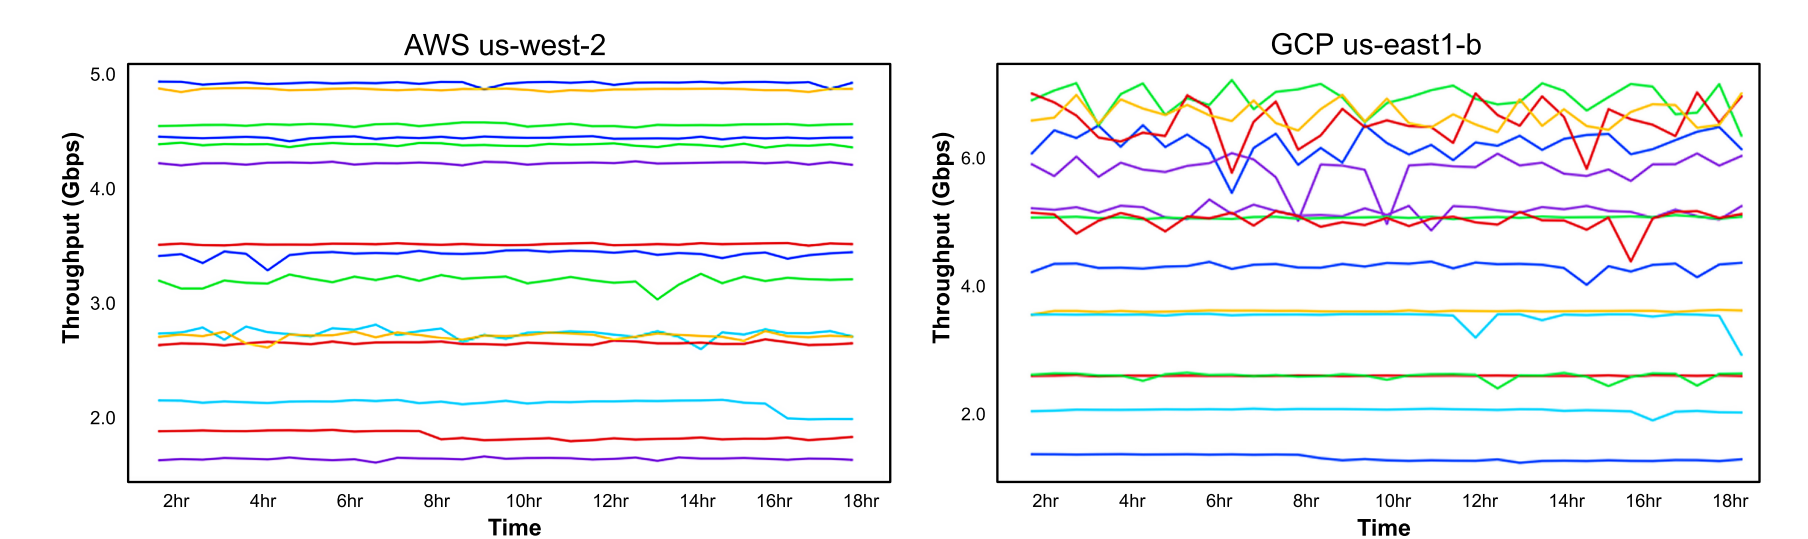 AWS us-west-2
5.0
4.0
3.0
2.0
Throughput (Gbps)
2hr 4hr 6hr 8hr 10hr 12hr 14hr 16hr 18hr
Time
GCP us-east1-b
6.0
4.0
2.0
Throughput (Gbps)
2hr 4hr 6hr 8hr 10hr 12hr 14hr 16hr 18hr
Time